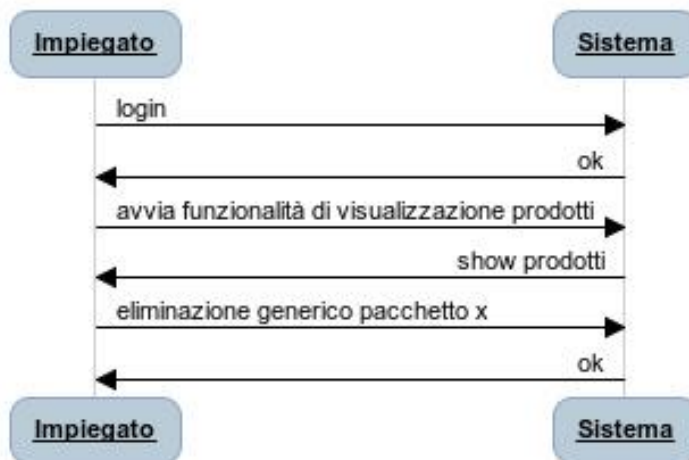 Impiegato
Sistema
login
ok
avvia funzionalità di visualizzazione prodotti
show prodotti
eliminazione generico pacchetto x
ok
Impiegato
Sistema